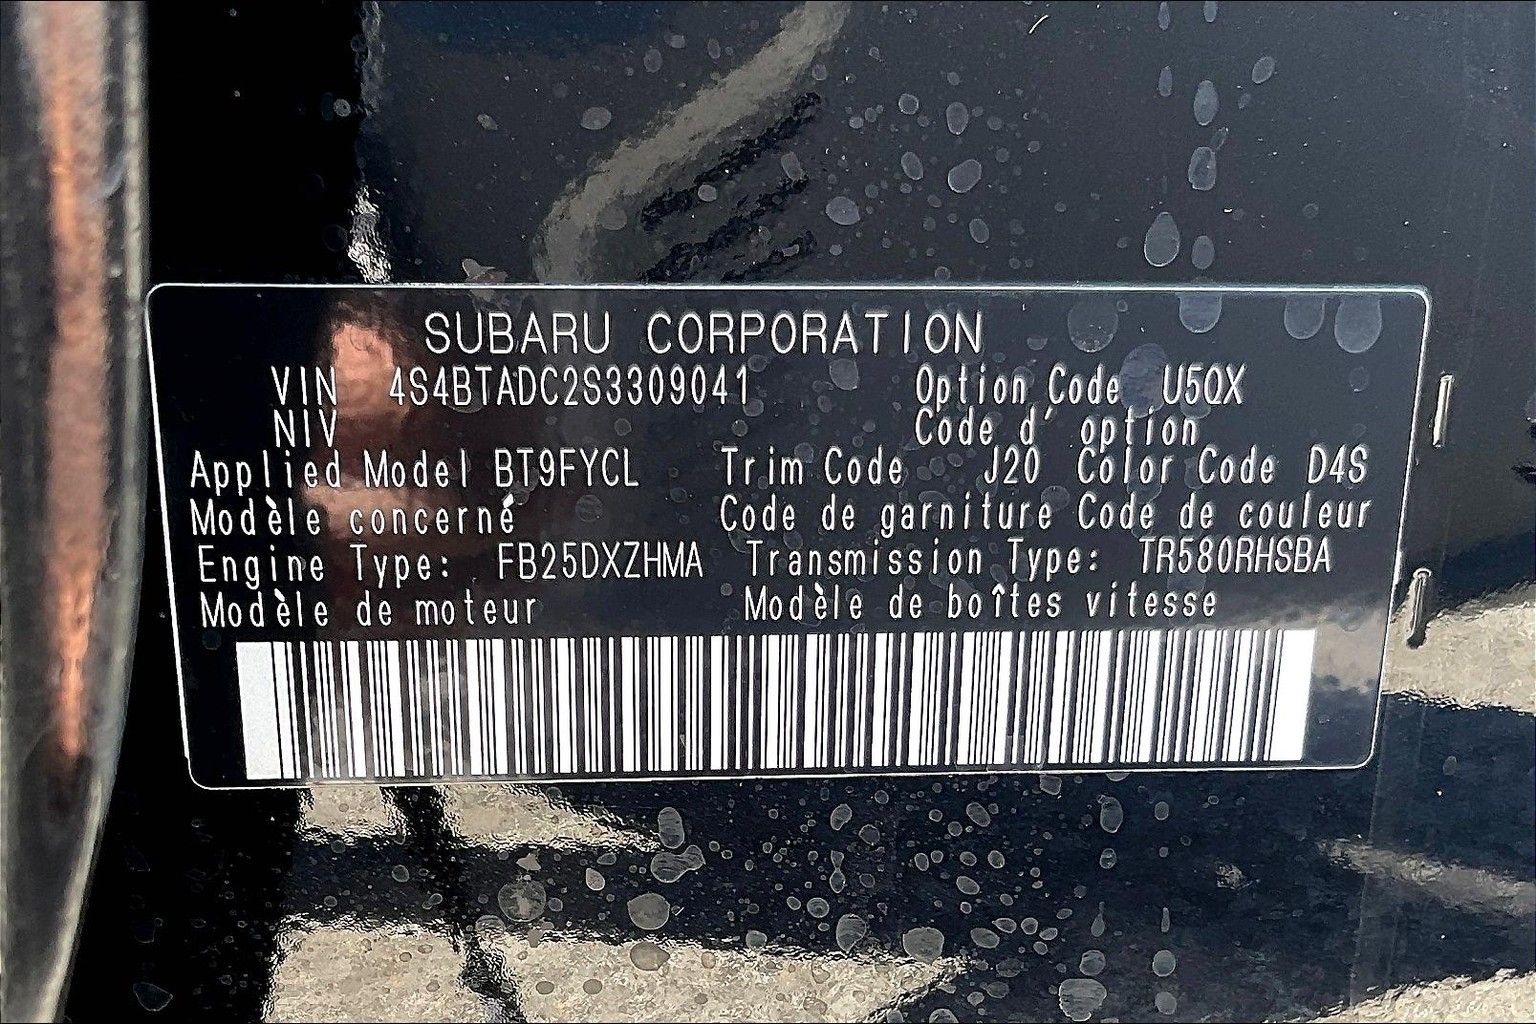 SUBARU CORPORATION
VIN 4S4BTADC2S3309041 Option Code U5QX
NIV Code d' option
Applied Model BT9FYCL Trim Code J20 Color Code D4S
Modèle concerné Code de garniture Code de couleur
Engine Type: FB25DXZHMA Transmission Type: TR580RHSBA
Modèle de moteur Modèle de boîtes vitesse